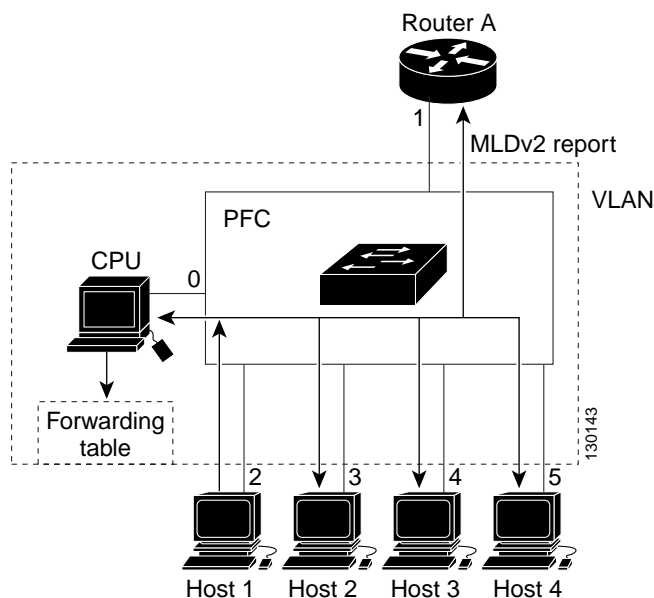 Router A
1
MLDv2 report
VLAN
PFC
CPU
0
Forwarding
table
130143
2
3
4
5
Host 1
Host 2
Host 3
Host 4